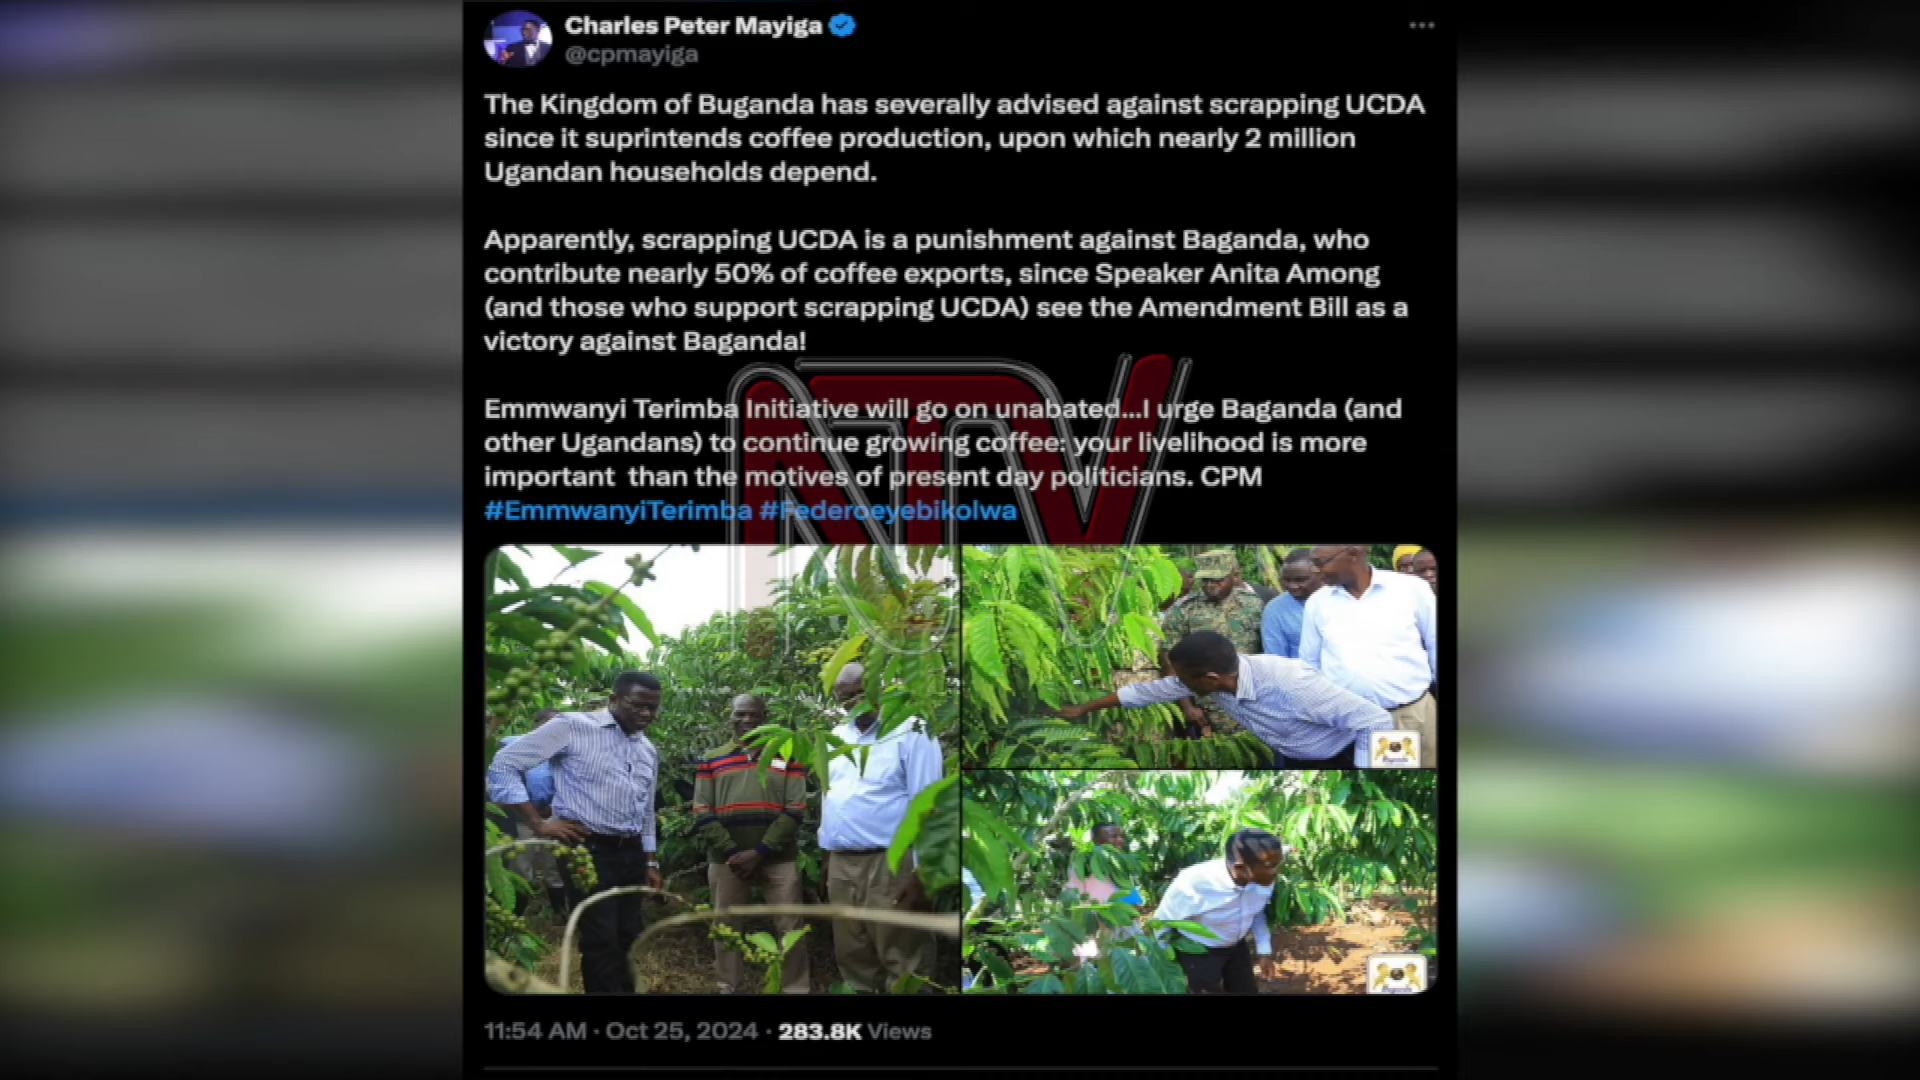 Charles Peter Mayiga
@cpmayiga
The Kingdom of Buganda has severally advised against scrapping UCDA
since it suprintends coffee production, upon which nearly 2 million
Ugandan households depend.
Apparently, scrapping UCDA is a punishment against Baganda, who
contribute nearly 50% of coffee exports, since Speaker Anita Among
(and those who support scrapping UCDA) see the Amendment Bill as a
victory against Baganda!
Emmwanyi Terimba Initiative will go on unabated...I urge Baganda (and
other Ugandans) to continue growing coffee: your livelihood is more
important than the motives of present day politicians. CPM
#EmmwanyiTerimba #Federoeyebikolwa
NTV
11:54 AM · Oct 25, 2024 · 283.8K Views